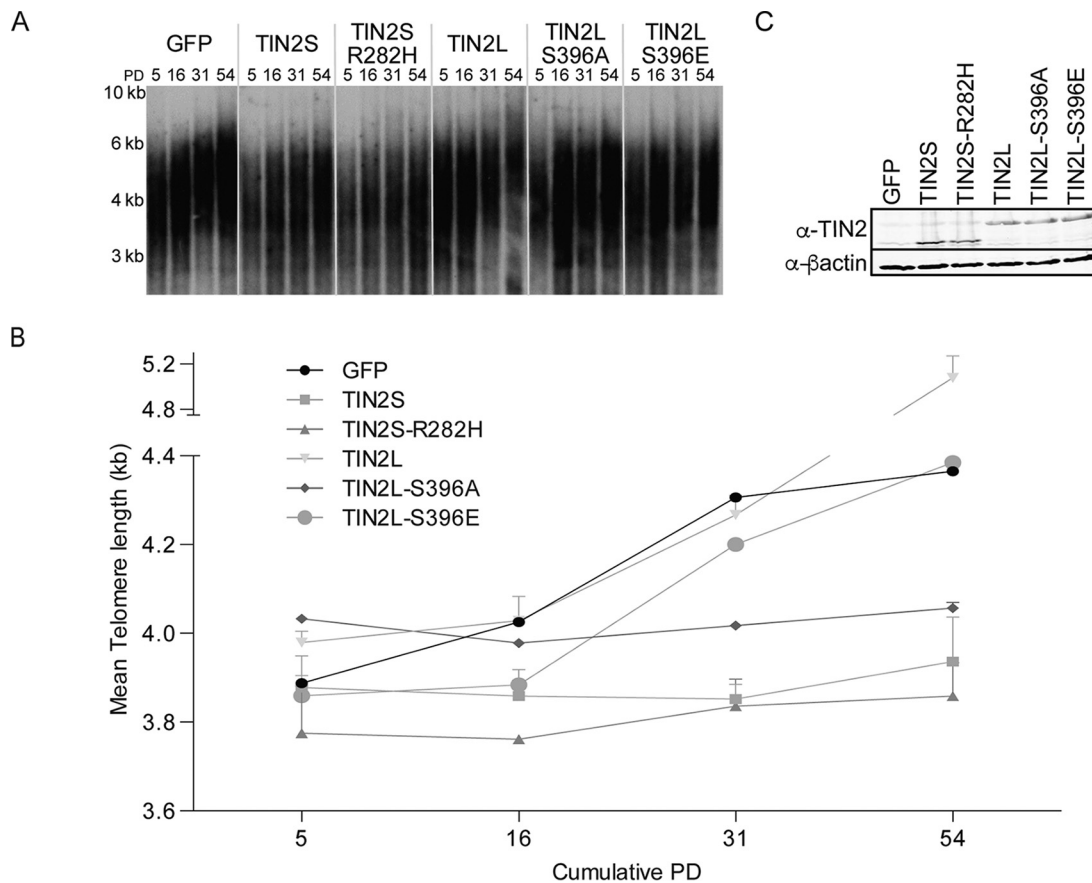 A
GFP
TIN2S
TIN2S
R282H
TIN2L
TIN2L
S396A
TIN2L
S396E
PD 5 16 31 54 5 16 31 54 5 16 31 54 5 16 31 54 5 16 31 54 5 16 31 54
10 kb
6 kb
4 kb
3 kb
C
GFP
TIN2S
TIN2S-R282H
TIN2L
TIN2L-S396A
TIN2L-S396E
α-TIN2
α-βactin
B
GFP
TIN2S
TIN2S-R282H
TIN2L
TIN2L-S396A
TIN2L-S396E
Mean Telomere length (kb)
5.2
4.8
4.4
4.2
4.0
3.8
3.6
5 16 31 54
Cumulative PD